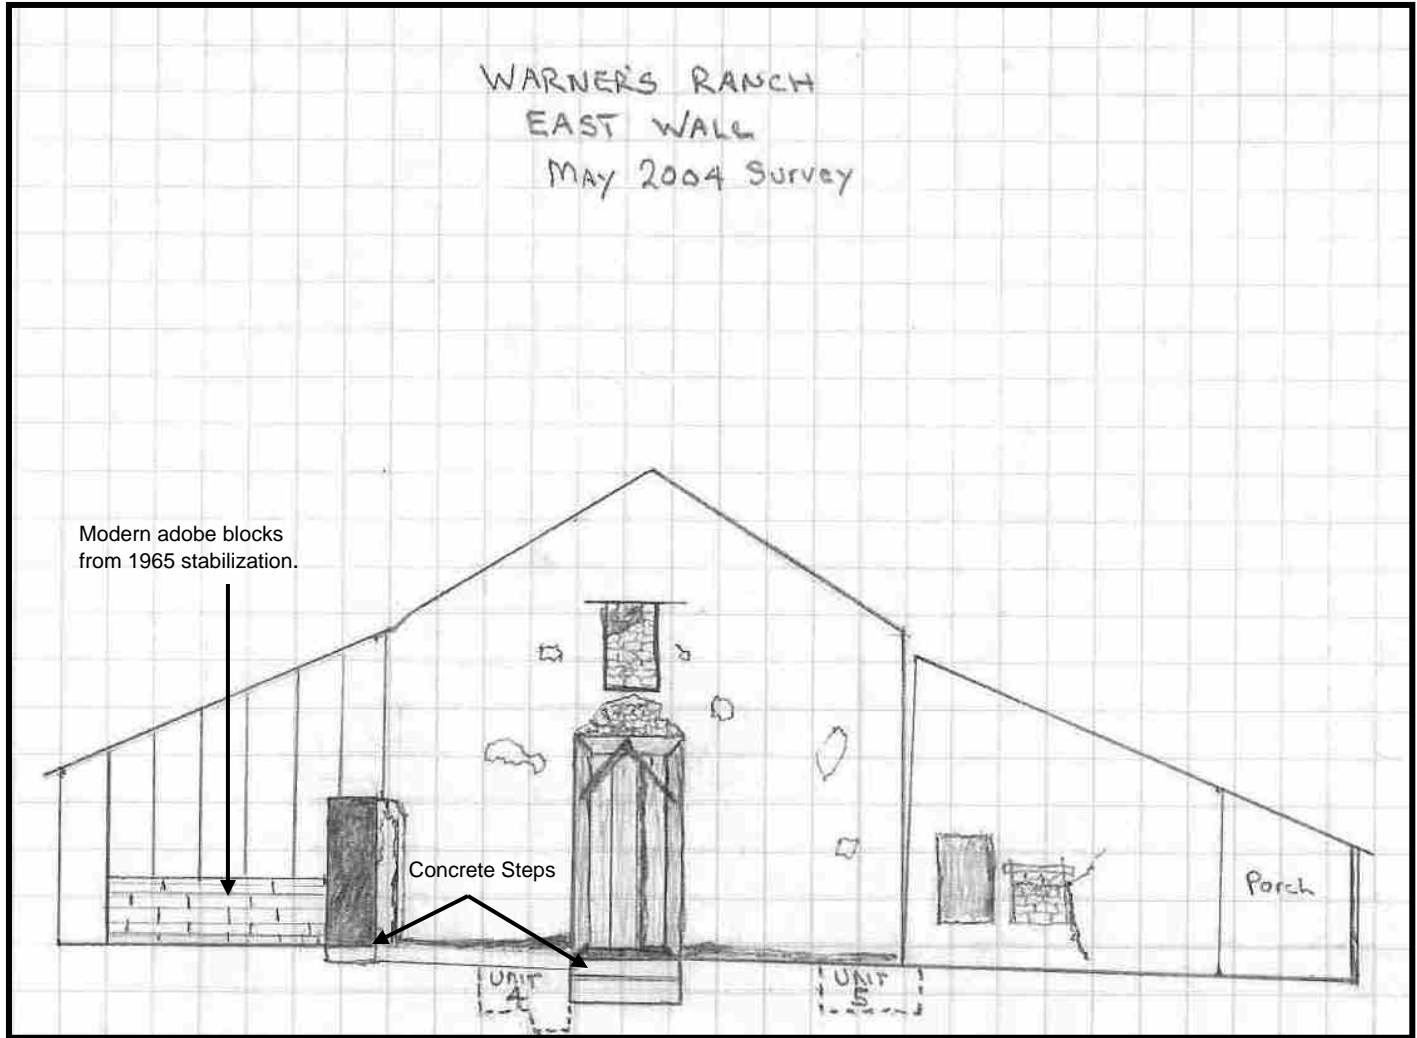 WARNER'S RANCH
EAST WALL
MAY 2004 Survey
Modern adobe blocks
from 1965 stabilization.
Concrete Steps
Porch
UNIT
4
UNIT
5